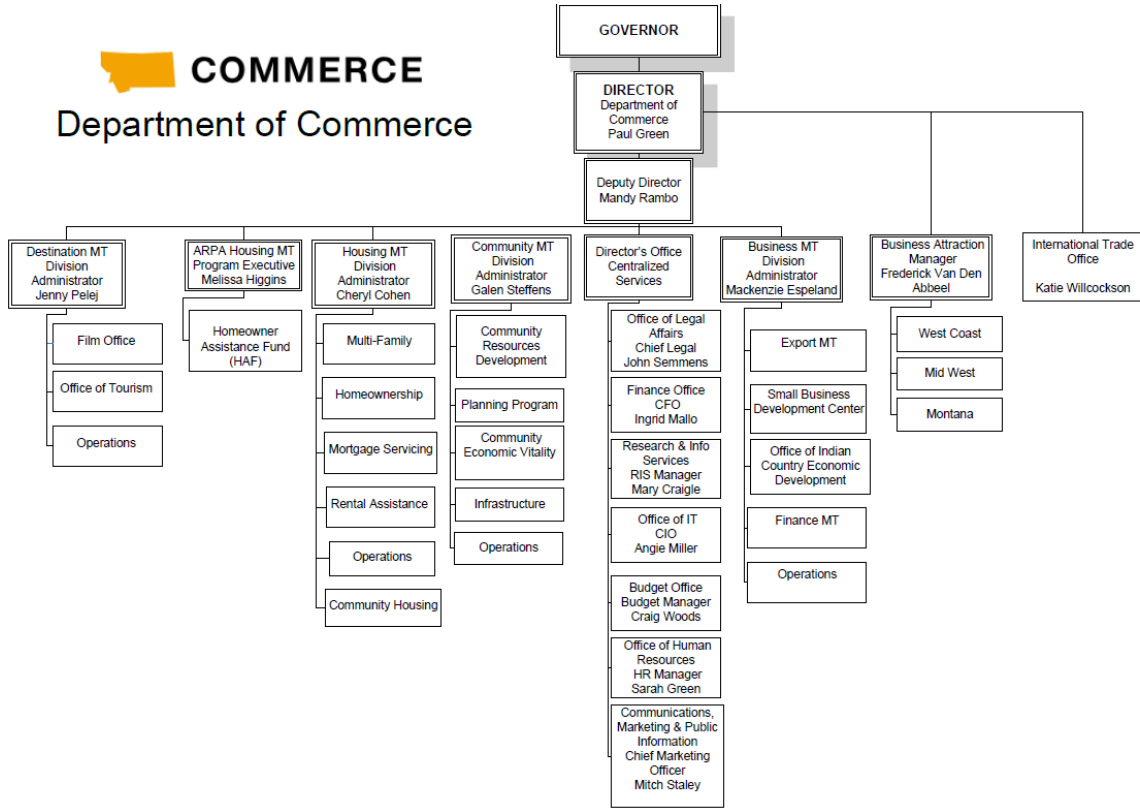 GOVERNOR
COMMERCE
Department of Commerce
DIRECTOR
Department of
Commerce
Paul Green
Deputy Director
Mandy Rambo
Destination MT
Division
Administrator
Jenny Pelej
Film Office
Office of Tourism
Operations
ARPA Housing MT
Program Executive
Melissa Higgins
Homeowner
Assistance Fund
(HAF)
Housing MT
Division
Administrator
Cheryl Cohen
Multi-Family
Homeownership
Mortgage Servicing
Rental Assistance
Operations
Community Housing
Community MT
Division
Administrator
Galen Steffens
Community
Resources
Development
Planning Program
Community
Economic Vitality
Infrastructure
Operations
Director's Office
Centralized
Services
Office of Legal
Affairs
Chief Legal
John Semmens
Finance Office
CFO
Ingrid Mallo
Research & Info
Services
RIS Manager
Mary Craigle
Office of IT
CIO
Angie Miller
Budget Office
Budget Manager
Craig Woods
Office of Human
Resources
HR Manager
Sarah Green
Communications,
Marketing & Public
Information
Chief Marketing
Officer
Mitch Staley
Business MT
Division
Administrator
Mackenzie Espeland
Export MT
Small Business
Development Center
Office of Indian
Country Economic
Development
Finance MT
Operations
Business Attraction
Manager
Frederick Van Den
Abbeel
West Coast
Mid West
Montana
International Trade
Office
Katie Willcockson